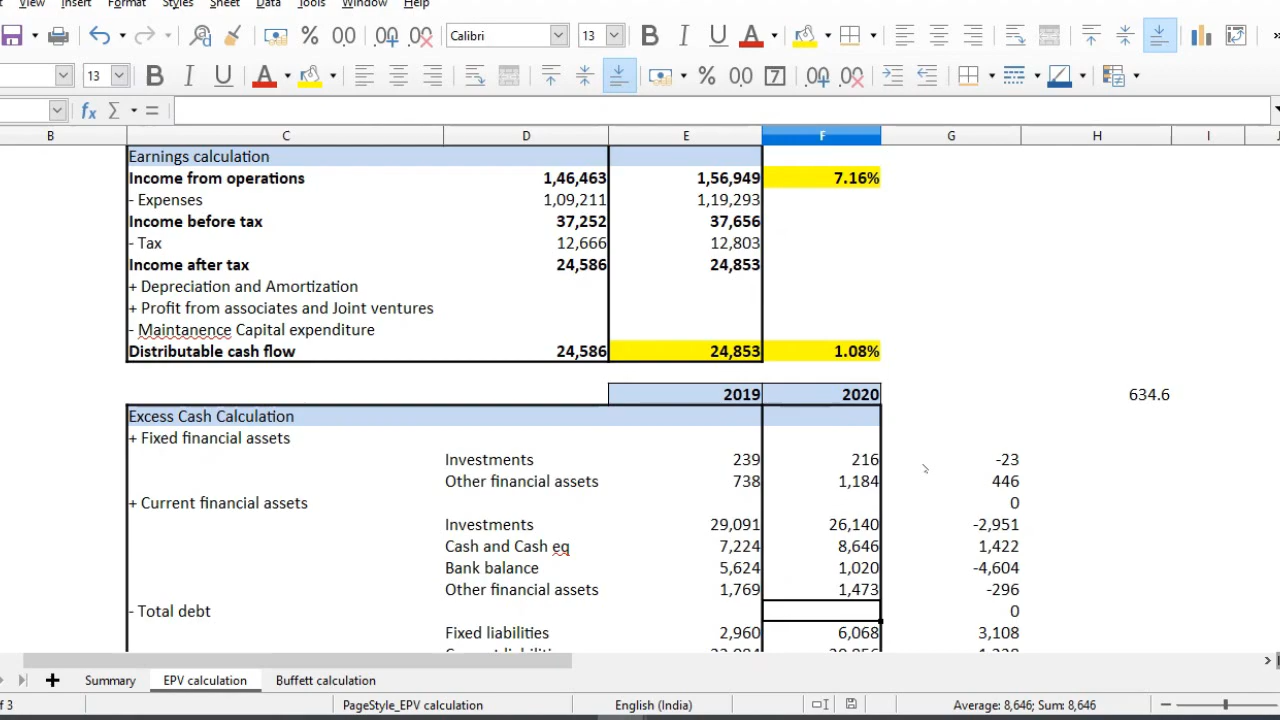 View Insert Format Styles Sheet Data Tools Window Help
Calibri 13
13
B C D E F G H I J
Earnings calculation
Income from operations 1,46,463 1,56,949 7.16%
- Expenses 1,09,211 1,19,293
Income before tax 37,252 37,656
- Tax 12,666 12,803
Income after tax 24,586 24,853
+ Depreciation and Amortization
+ Profit from associates and Joint ventures
- Maintanence Capital expenditure
Distributable cash flow 24,586 24,853 1.08%
2019 2020 634.6
Excess Cash Calculation
+ Fixed financial assets
Investments 239 216 -23
Other financial assets 738 1,184 446
+ Current financial assets 0
Investments 29,091 26,140 -2,951
Cash and Cash eq 7,224 8,646 1,422
Bank balance 5,624 1,020 -4,604
Other financial assets 1,769 1,473 -296
- Total debt 0
Fixed liabilities 2,960 6,068 3,108
Summary EPV calculation Buffett calculation
of 3 PageStyle_EPV calculation English (India) Average: 8,646; Sum: 8,646